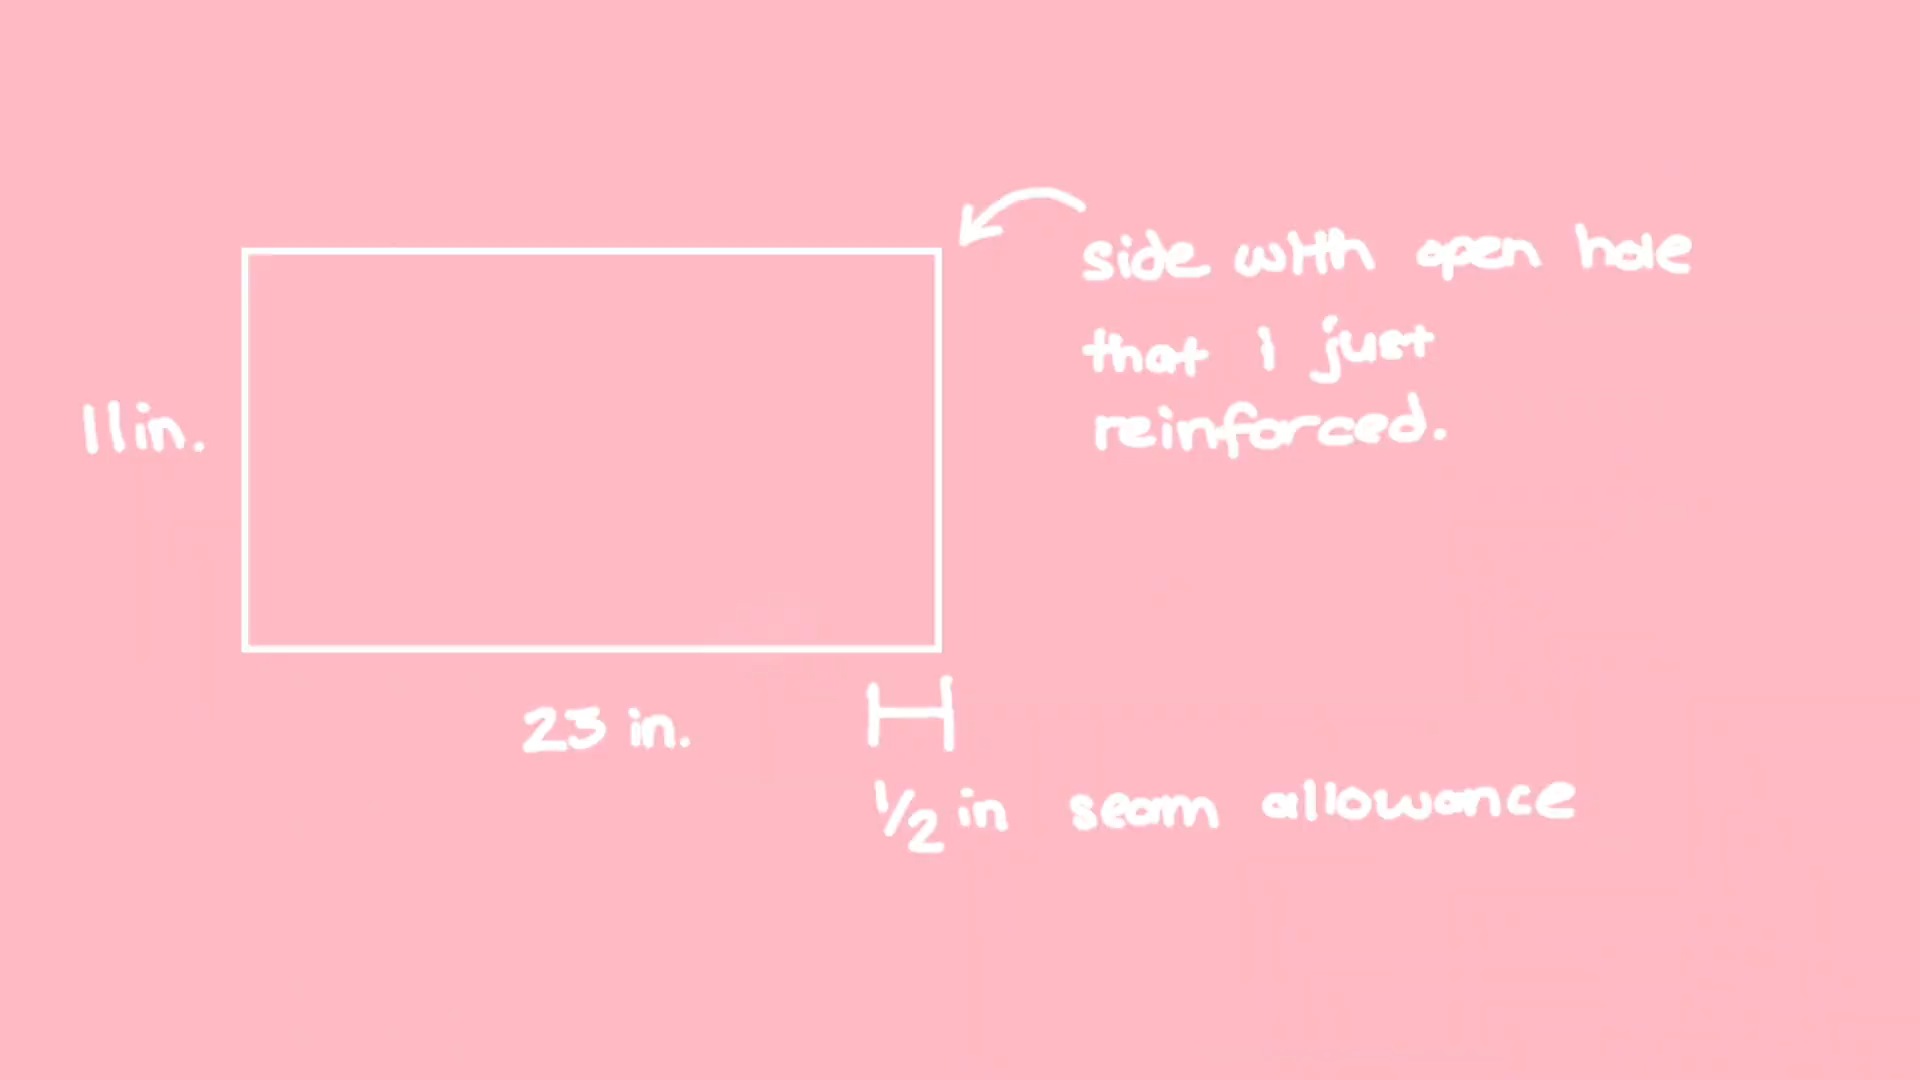 side with open hole
that I just
reinforced.
11in.
23 in.
1/2 in seam allowance